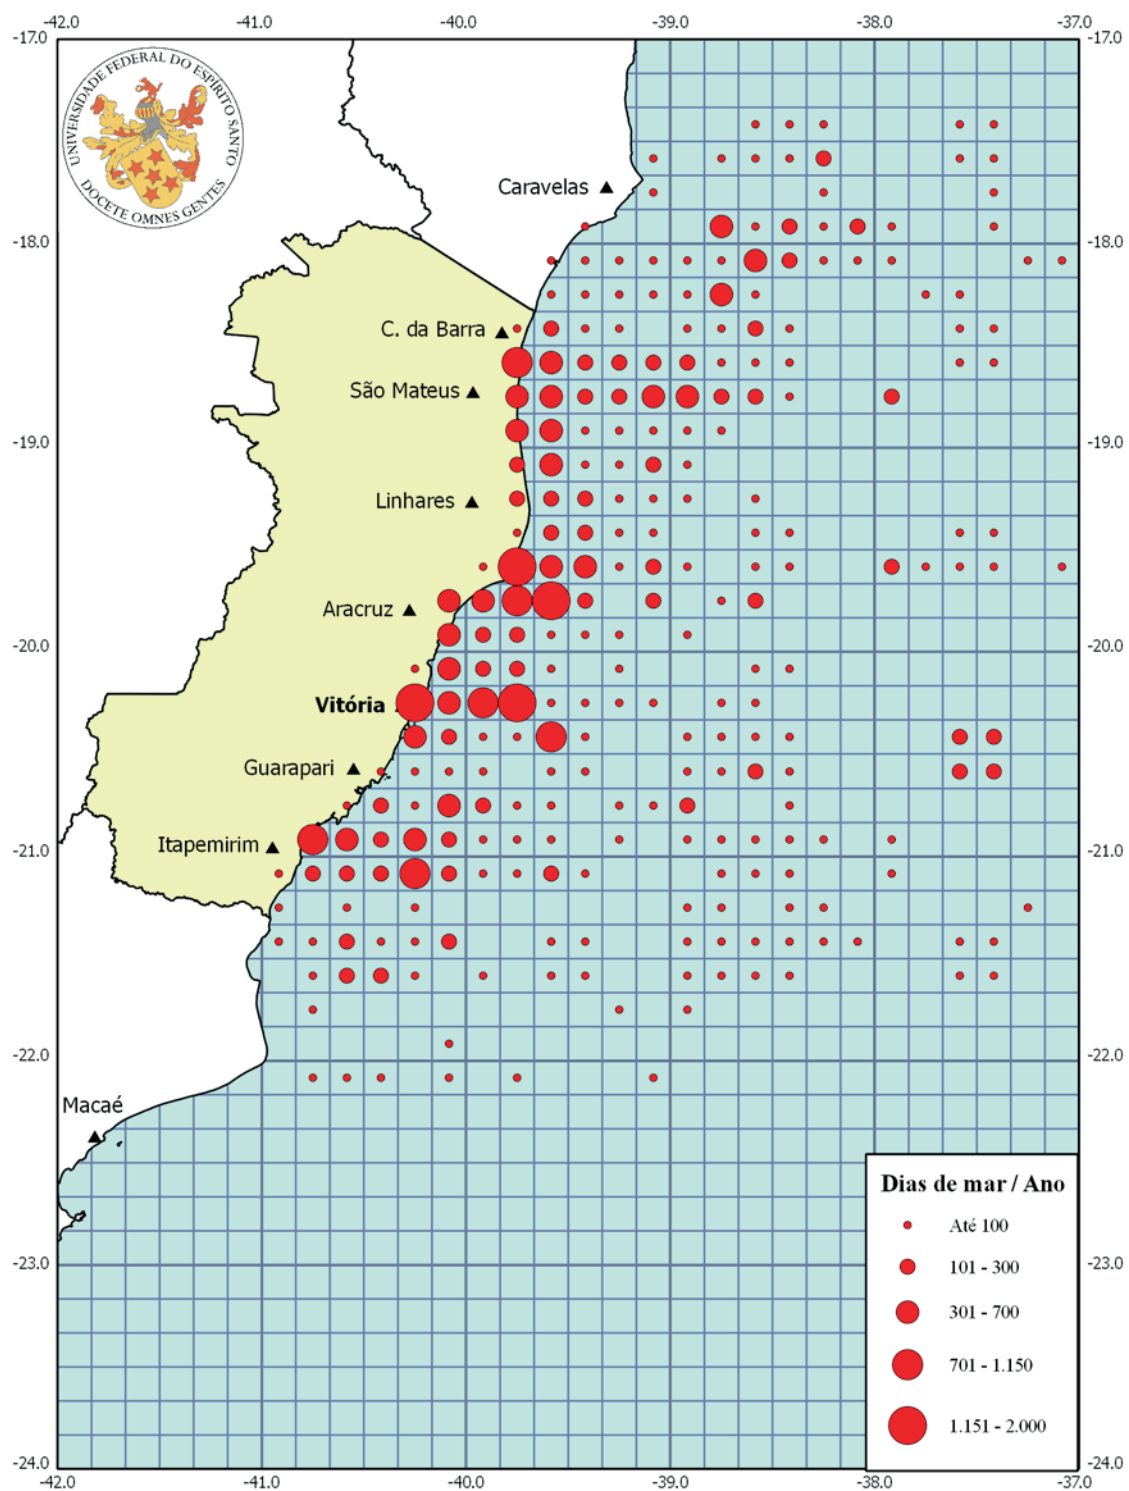 -42.0 -41.0 -40.0 -39.0 -38.0 -37.0
-17.0 -17.0
UNIVERSIDADE FEDERAL DO ESPÍRITO SANTO
DOCETE OMNES GENTES
Caravelas
-18.0 -18.0
C. da Barra
São Mateus
-19.0 -19.0
Linhares
Aracruz
-20.0 -20.0
Vitória
Guarapari
Itapemirim
-21.0 -21.0
-22.0 -22.0
Macaé
Dias de mar / Ano
Até 100
-23.0 -23.0
101 - 300
301 - 700
701 - 1.150
1.151 - 2.000
-24.0 -24.0
-42.0 -41.0 -40.0 -39.0 -38.0 -37.0